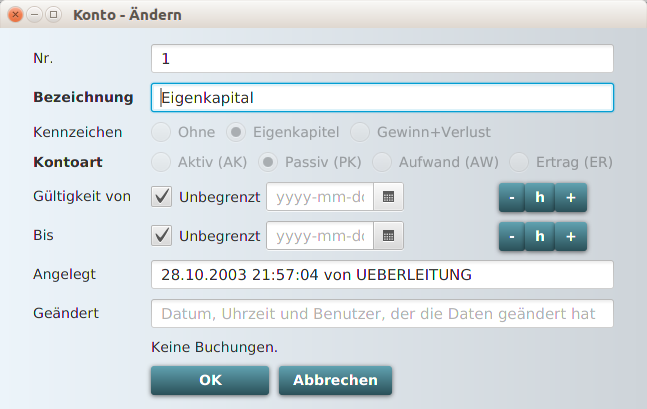 Konto - Ändern
Nr. 1
Bezeichnung Eigenkapital
Kennzeichen Ohne Eigenkapitel Gewinn+Verlust
Kontoart Aktiv (AK) Passiv (PK) Aufwand (AW) Ertrag (ER)
Gültigkeit von Unbegrenzt yyyy-mm-dd - h +
Bis Unbegrenzt yyyy-mm-dd - h +
Angelegt 28.10.2003 21:57:04 von UEBERLEITUNG
Geändert Datum, Uhrzeit und Benutzer, der die Daten geändert hat
Keine Buchungen.
OK Abbrechen